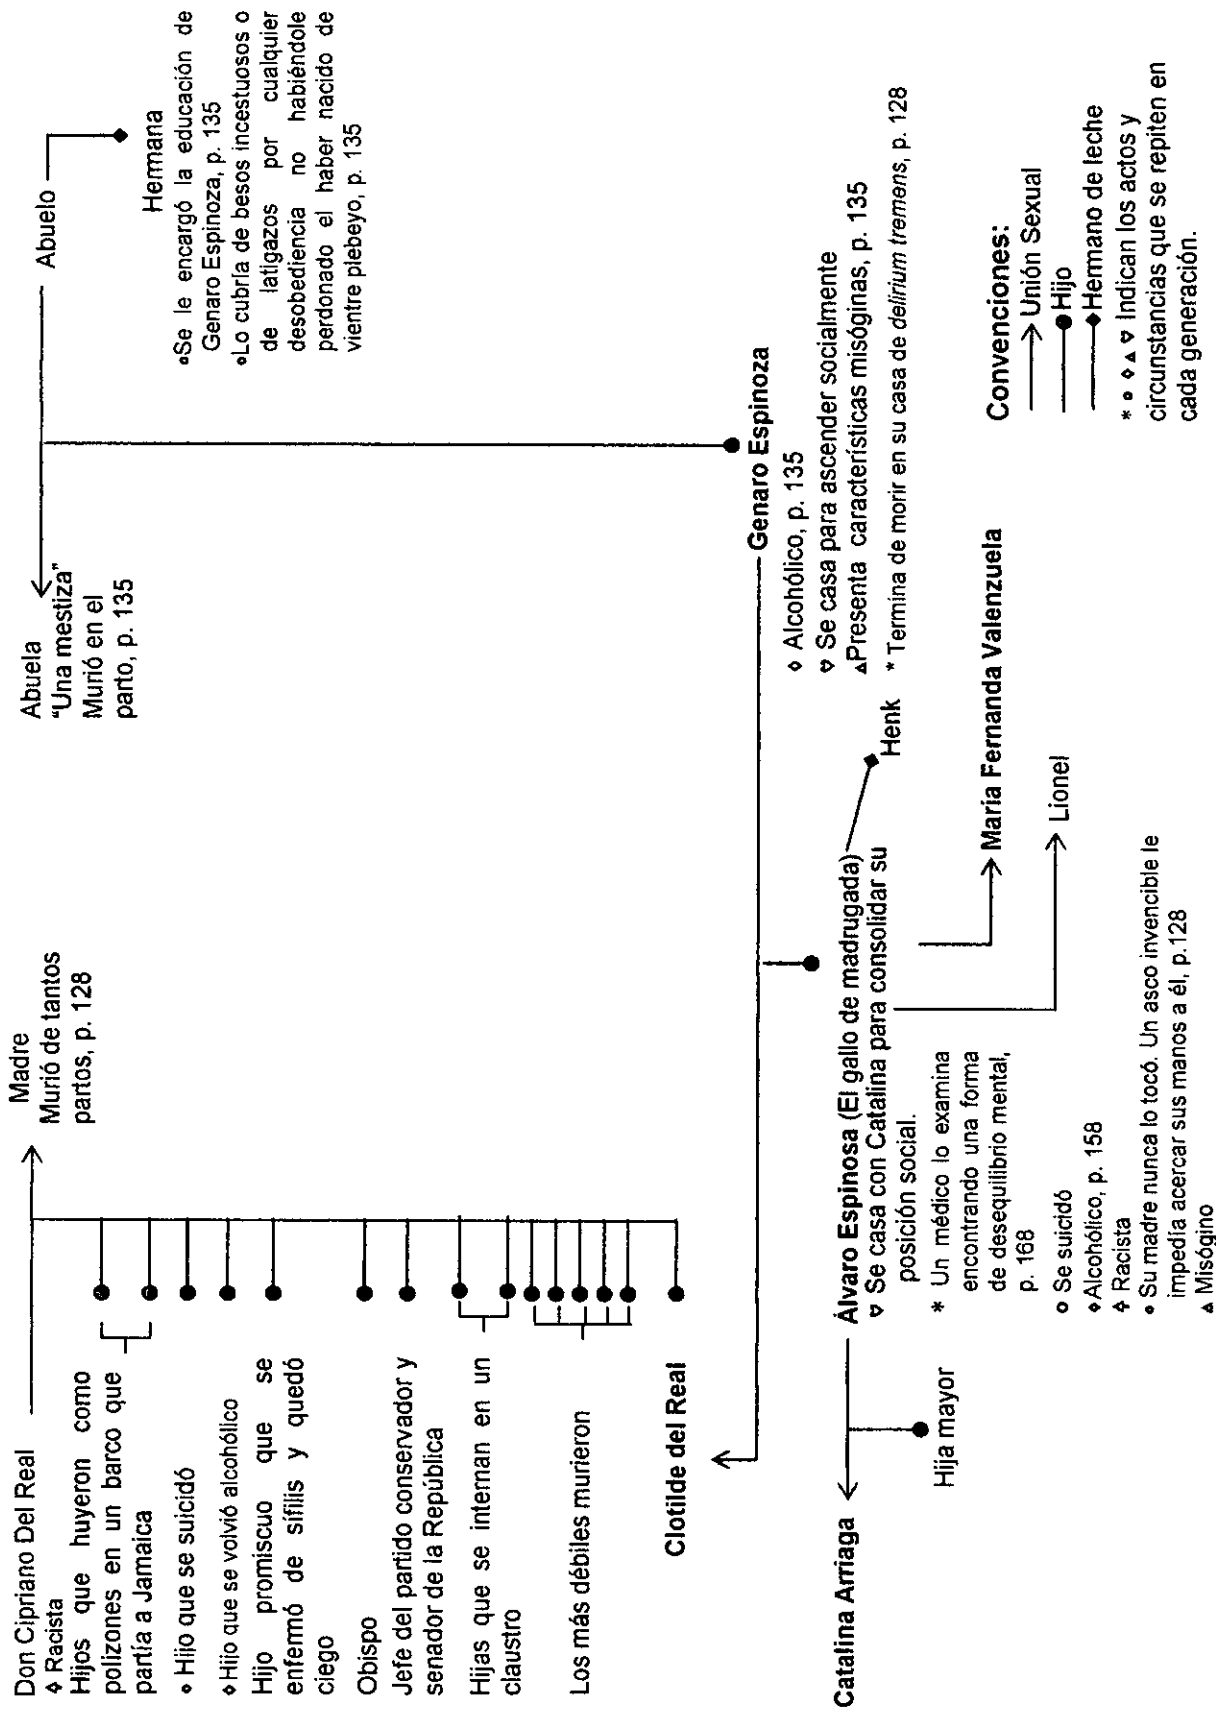 Don Cipriano Del Real
Racista
Hijos que huyeron como
polizones en un barco que
partía a Jamaica
Hijo que se suicidó
Hijo que se volvió alcohólico
Hijo promiscuo que se
enfermó de sífilis y quedó
ciego
Obispo
Jefe del partido conservador y
senador de la República
Hijas que se internan en un
claustro
Los más débiles murieron
Clotilde del Real
Madre
Murió de tantos
partos, p. 128
Abuela
"Una mestiza"
Murió en el
parto, p. 135
Abuelo
Hermana
•Se le encargó la educación de
Genaro Espinoza, p. 135
•Lo cubría de besos incestuosos o
de latigazos por cualquier
desobediencia no habiéndole
perdonado el haber nacido de
vientre plebeyo, p. 135
Genaro Espinoza
Alcohólico, p. 135
Se casa para ascender socialmente
Presenta características misóginas, p. 135
* Termina de morir en su casa de delirium tremens, p. 128
Catalina Arriaga
Hija mayor
Álvaro Espinosa (El gallo de madrugada)
Se casa con Catalina para consolidar su
posición social.
* Un médico lo examina
encontrando una forma
de desequilibrio mental,
p. 168
Se suicidó
Alcohólico, p. 158
Racista
Su madre nunca lo tocó. Un asco invencible le
impedía acercar sus manos a él, p.128
Misógino
Henk
Maria Fernanda Valenzuela
Lionel
Convenciones:
Unión Sexual
Hijo
Hermano de leche
* Indican los actos y
circunstancias que se repiten en
cada generación.